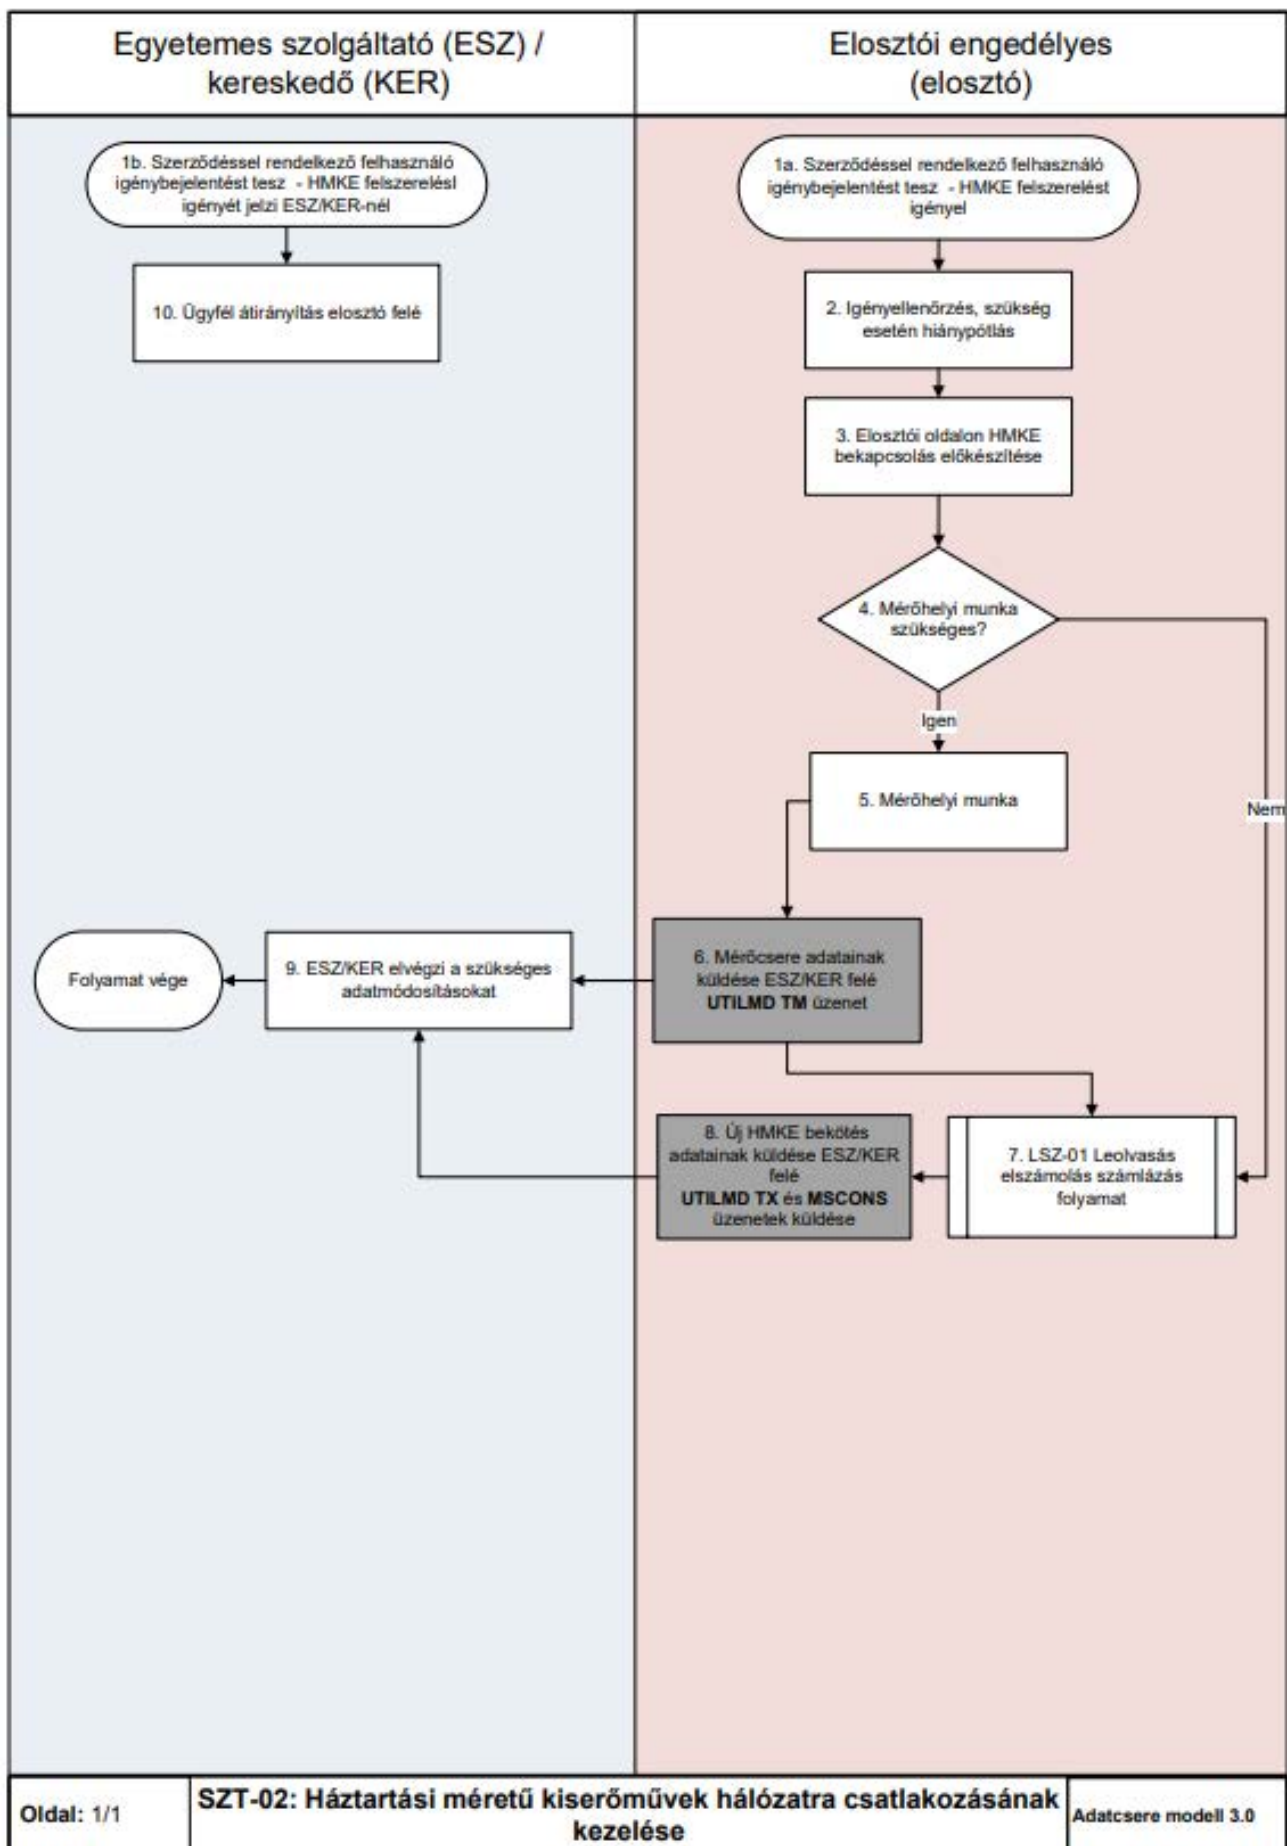 Egyetemes szolgáltató (ESZ) /
kereskedő (KER)
Elosztói engedélyes
(elosztó)
1b. Szerződéssel rendelkező felhasználó
igénybejelentést tesz - HMKE felszerelésI
igényét jelzi ESZ/KER-nél
1a. Szerződéssel rendelkező felhasználó
igénybejelentést tesz - HMKE felszerelést
igényel
10. Ügyfél átirányítás elosztó felé
2. Igényellenőrzés, szükség
esetén hiánypótlás
3. Elosztói oldalon HMKE
bekapcsolás előkészítése
4. Mérőhelyi munka
szükséges?
Igen
Nem
5. Mérőhelyi munka
6. Mérőcsere adatainak
küldése ESZ/KER felé
UTILMD TM üzenet
9. ESZ/KER elvégzi a szükséges
adatmódosításokat
Folyamat vége
8. Új HMKE bekötés
adatainak küldése ESZ/KER
felé
UTILMD TX és MSCONS
üzenetek küldése
7. LSZ-01 Leolvasás
elszámolás számlázás
folyamat
Oldal: 1/1
SZT-02: Háztartási méretű kiserőművek hálózatra csatlakozásának
kezelése
Adatcsere modell 3.0